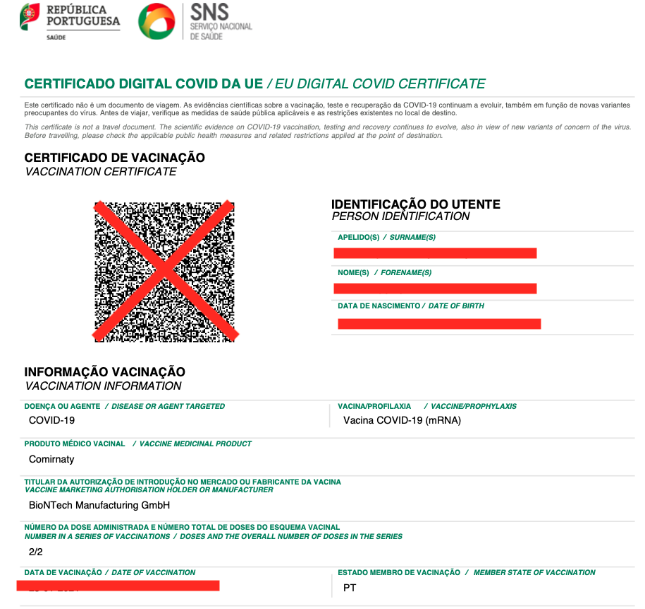 REPÚBLICA
PORTUGUESA
SAÚDE
SNS
SERVIÇO NACIONAL
DE SAÚDE
CERTIFICADO DIGITAL COVID DA UE / EU DIGITAL COVID CERTIFICATE
Este certificado não é um documento de viagem. As evidências científicas sobre a vacinação, teste e recuperação da COVID-19 continuam a evoluir, também em função de novas variantes
preocupantes do vírus. Antes de viajar, verifique as medidas de saúde pública aplicáveis e as restrições existentes no local de destino.
This certificate is not a travel document. The scientific evidence on COVID-19 vaccination, testing and recovery continues to evolve, also in view of new variants of concern of the virus.
Before travelling, please check the applicable public health measures and related restrictions applied at the point of destination.
CERTIFICADO DE VACINAÇÃO
VACCINATION CERTIFICATE
IDENTIFICAÇÃO DO UTENTE
PERSON IDENTIFICATION
APELIDO(S) / SURNAME(S)
NOME(S) / FORENAME(S)
DATA DE NASCIMENTO / DATE OF BIRTH
INFORMAÇÃO VACINAÇÃO
VACCINATION INFORMATION
DOENÇA OU AGENTE / DISEASE OR AGENT TARGETED
COVID-19
VACINA/PROFILAXIA / VACCINE/PROPHYLAXIS
Vacina COVID-19 (mRNA)
PRODUTO MÉDICO VACINAL / VACCINE MEDICINAL PRODUCT
Comirnaty
TITULAR DA AUTORIZAÇÃO DE INTRODUÇÃO NO MERCADO OU FABRICANTE DA VACINA
VACCINE MARKETING AUTHORISATION HOLDER OR MANUFACTURER
BioNTech Manufacturing GmbH
NÚMERO DA DOSE ADMINISTRADA E NÚMERO TOTAL DE DOSES DO ESQUEMA VACINAL
NUMBER IN A SERIES OF VACCINATIONS / DOSES AND THE OVERALL NUMBER OF DOSES IN THE SERIES
2/2
DATA DE VACINAÇÃO / DATE OF VACCINATION
ESTADO MEMBRO DE VACINAÇÃO / MEMBER STATE OF VACCINATION
PT